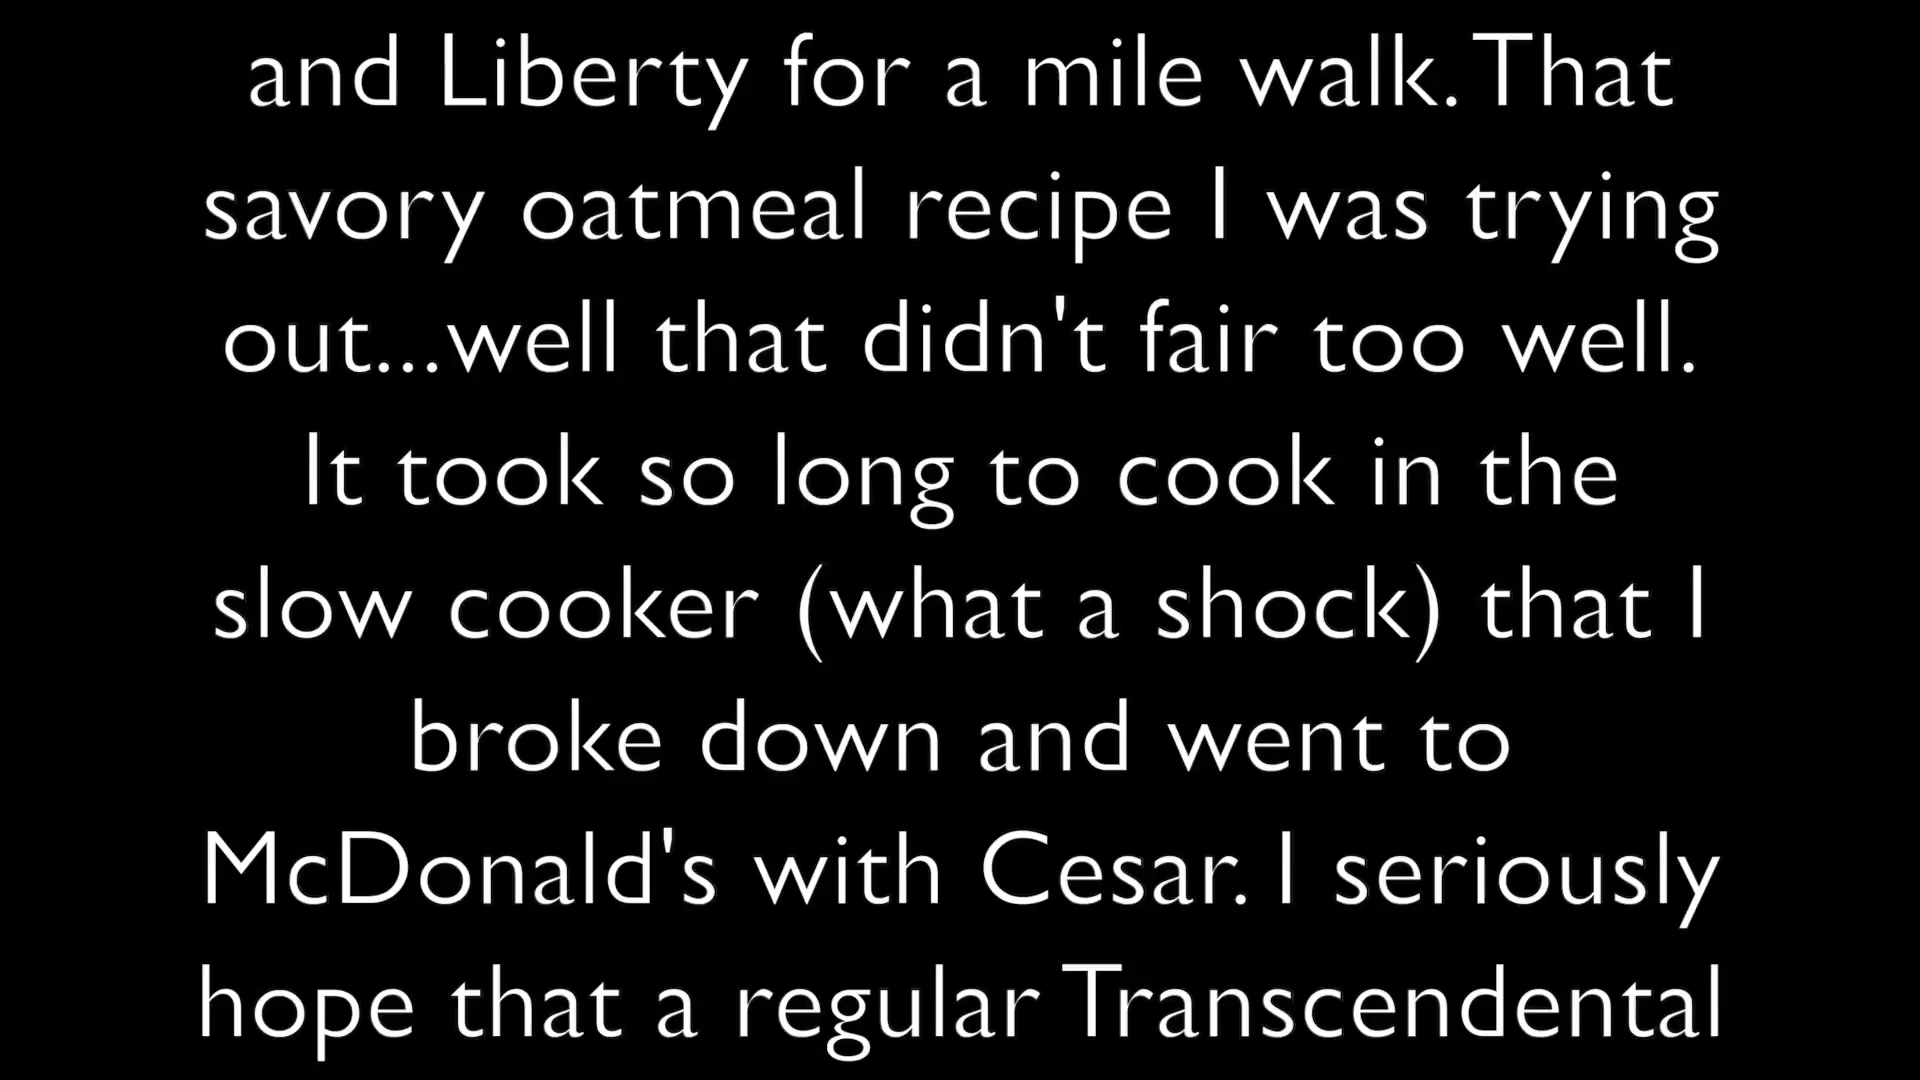 and Liberty for a mile walk. That
savory oatmeal recipe I was trying
out...well that didn't fair too well.
It took so long to cook in the
slow cooker (what a shock) that I
broke down and went to
McDonald's with Cesar. I seriously
hope that a regular Transcendental